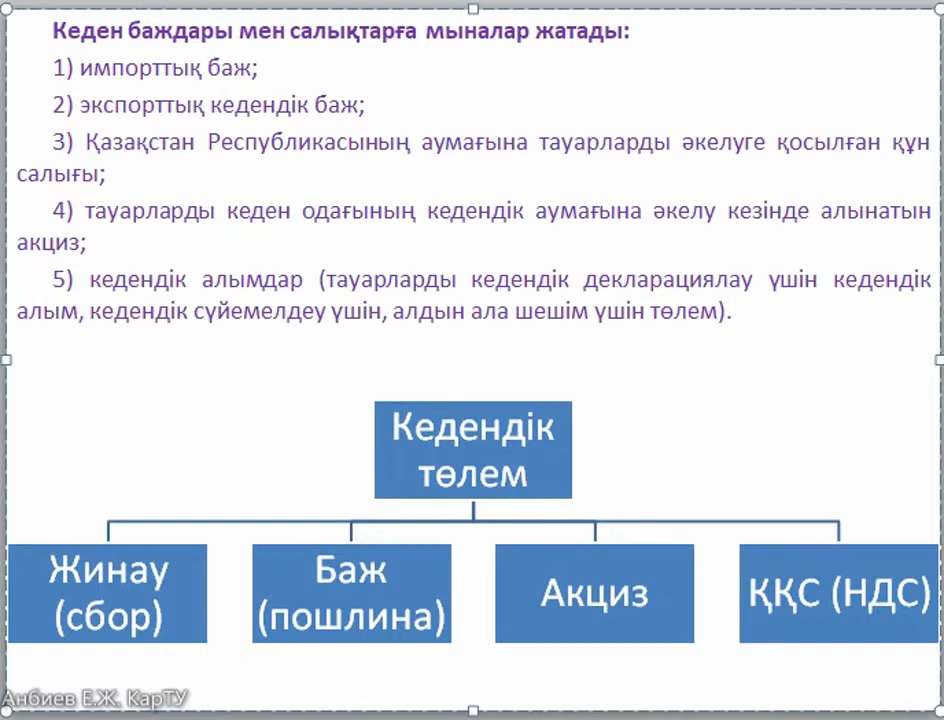 Кеден баждары мен салықтарға мыналар жатады:
1) импорттық баж;
2) экспорттық кедендік баж;
3) Қазақстан Республикасының аумағына тауарларды әкелуге қосылған құн
салығы;
4) тауарларды кеден одағының кедендік аумағына әкелу кезінде алынатын
акциз;
5) кедендік алымдар (тауарларды кедендік декларациялау үшін кедендік
алым, кедендік сүйемелдеу үшін, алдын ала шешім үшін төлем).
Кедендік
төлем
Жинау
(сбор)
Баж
(пошлина)
Акциз
ҚҚС (НДС)
Анбиев Е.Ж. КарТУ